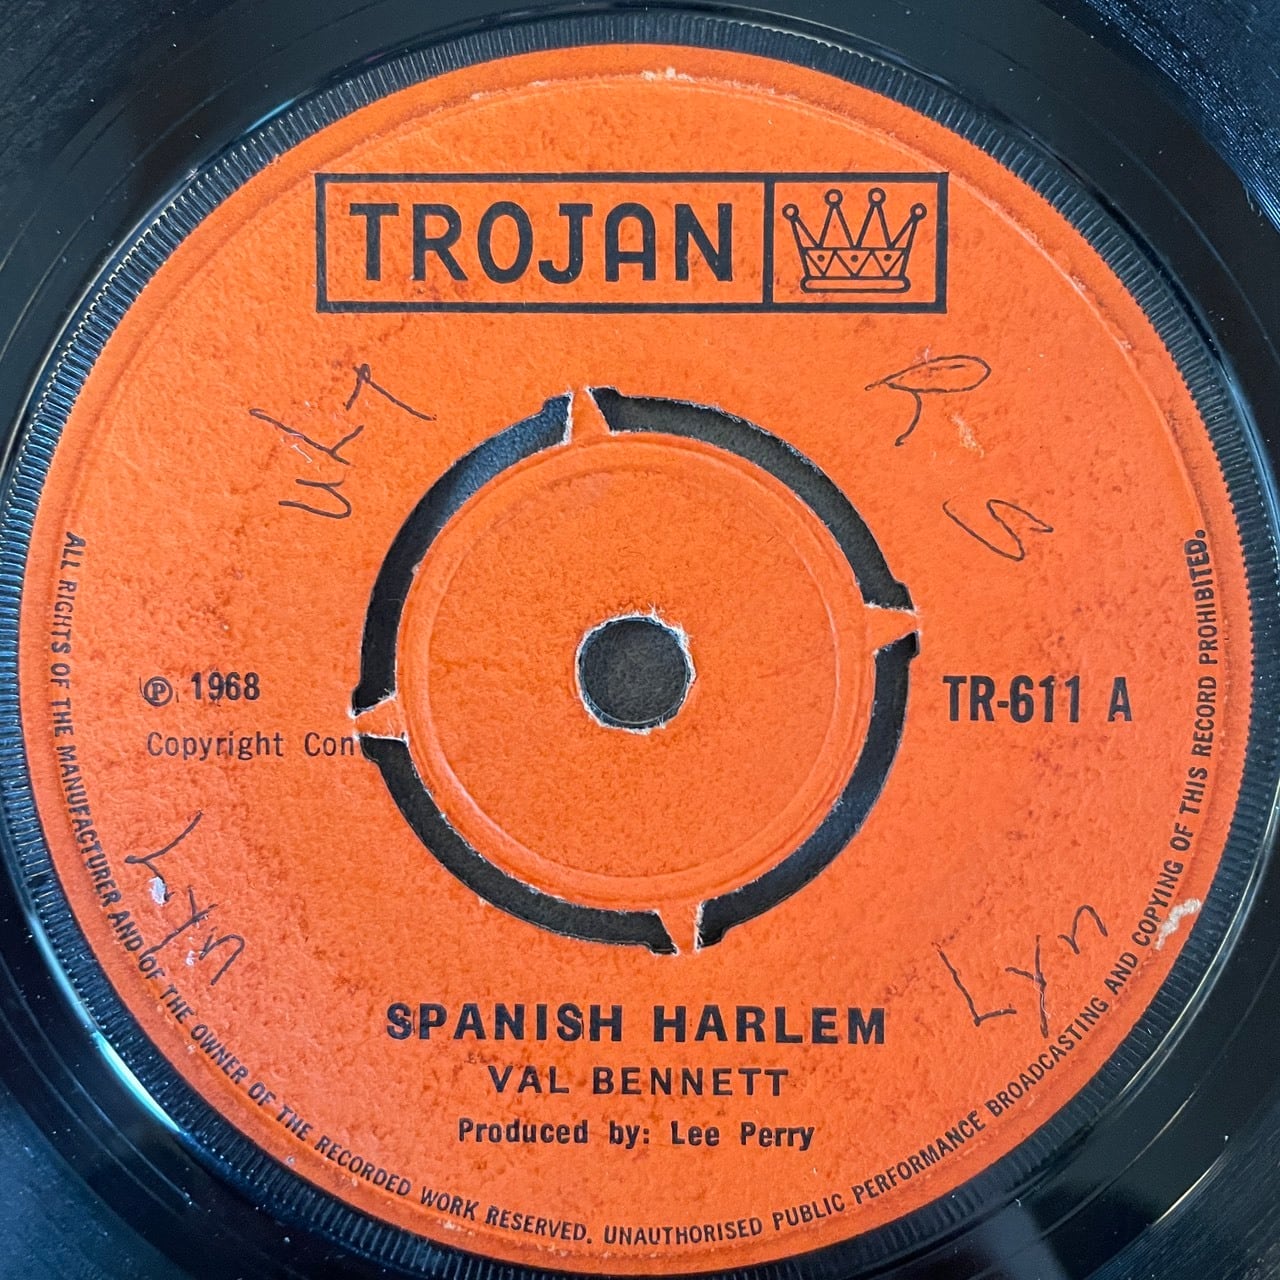 TROJAN
UKT
R
S
℗ 1968
Copyright Con
TR-611 A
Lyn
Lyn
SPANISH HARLEM
VAL BENNETT
Produced by: Lee Perry
ALL RIGHTS OF THE MANUFACTURER AND OF THE OWNER OF THE RECORDED WORK RESERVED. UNAUTHORISED PUBLIC PERFORMANCE BROADCASTING AND COPYING OF THIS RECORD PROHIBITED.